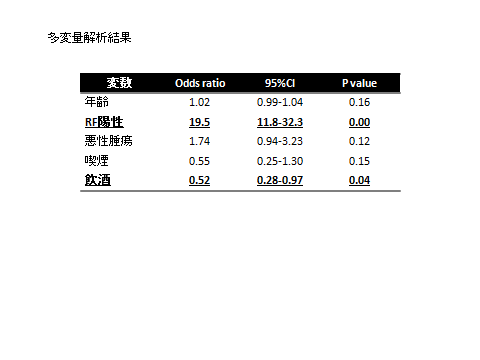 多変量解析結果
変数 Odds ratio 95%CI P value
年齢 1.02 0.99-1.04 0.16
RF陽性 19.5 11.8-32.3 0.00
悪性腫瘍 1.74 0.94-3.23 0.12
喫煙 0.55 0.25-1.30 0.15
飲酒 0.52 0.28-0.97 0.04